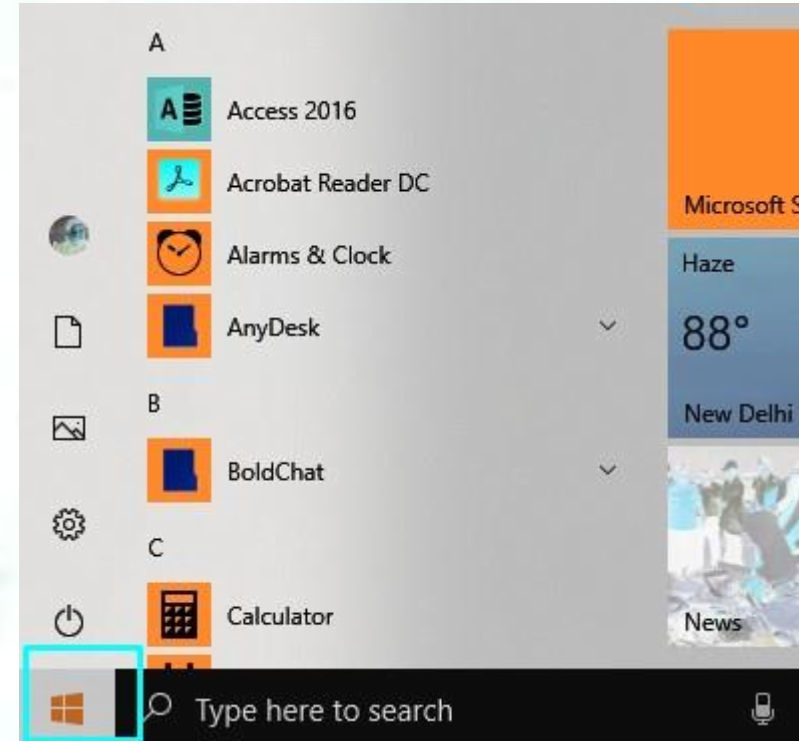 A
Access 2016
Acrobat Reader DC
Alarms & Clock
AnyDesk
B
BoldChat
C
Calculator
Microsoft S
Haze
88°
New Delhi
News
Type here to search